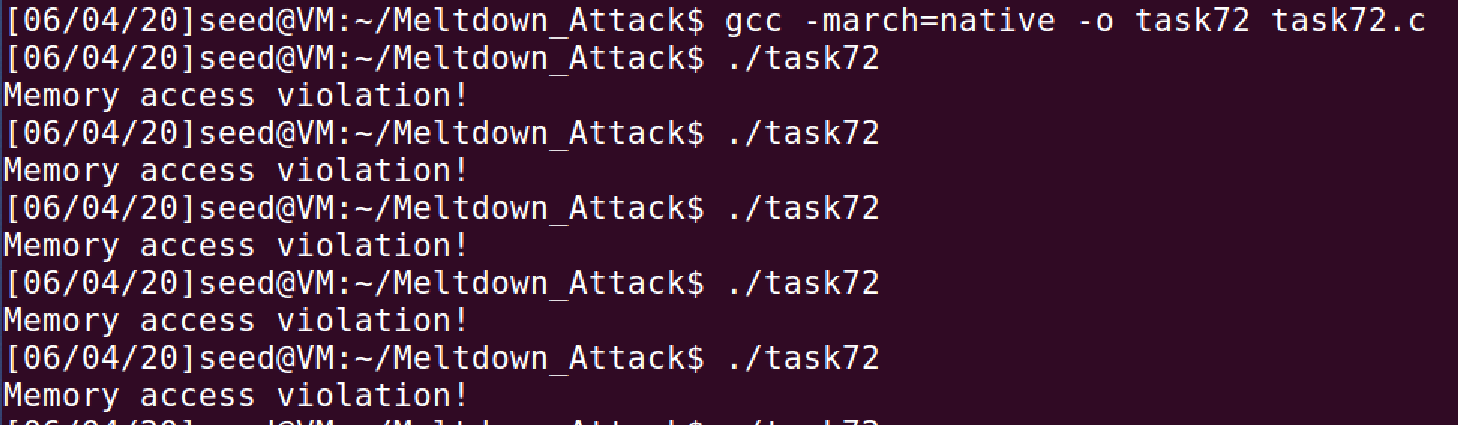 [06/04/20]seed@VM:~/Meltdown_Attack$ gcc -march=native -o task72 task72.c
[06/04/20]seed@VM:~/Meltdown_Attack$ ./task72
Memory access violation!
[06/04/20]seed@VM:~/Meltdown_Attack$ ./task72
Memory access violation!
[06/04/20]seed@VM:~/Meltdown_Attack$ ./task72
Memory access violation!
[06/04/20]seed@VM:~/Meltdown_Attack$ ./task72
Memory access violation!
[06/04/20]seed@VM:~/Meltdown_Attack$ ./task72
Memory access violation!